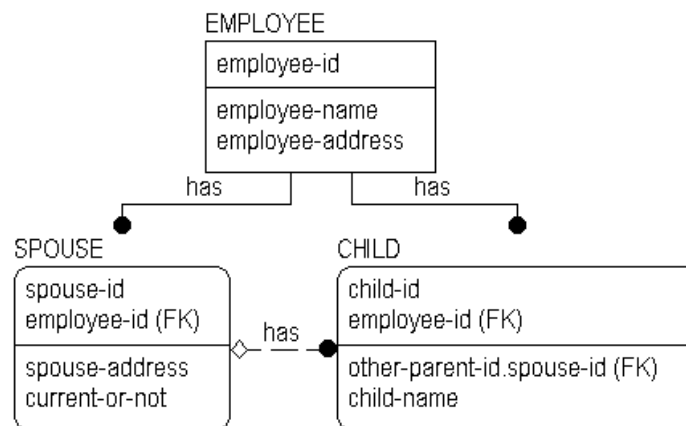 EMPLOYEE
employee-id
employee-name
employee-address
has
has
SPOUSE
spouse-id
employee-id (FK)
spouse-address
current-or-not
has
CHILD
child-id
employee-id (FK)
other-parent-id.spouse-id (FK)
child-name